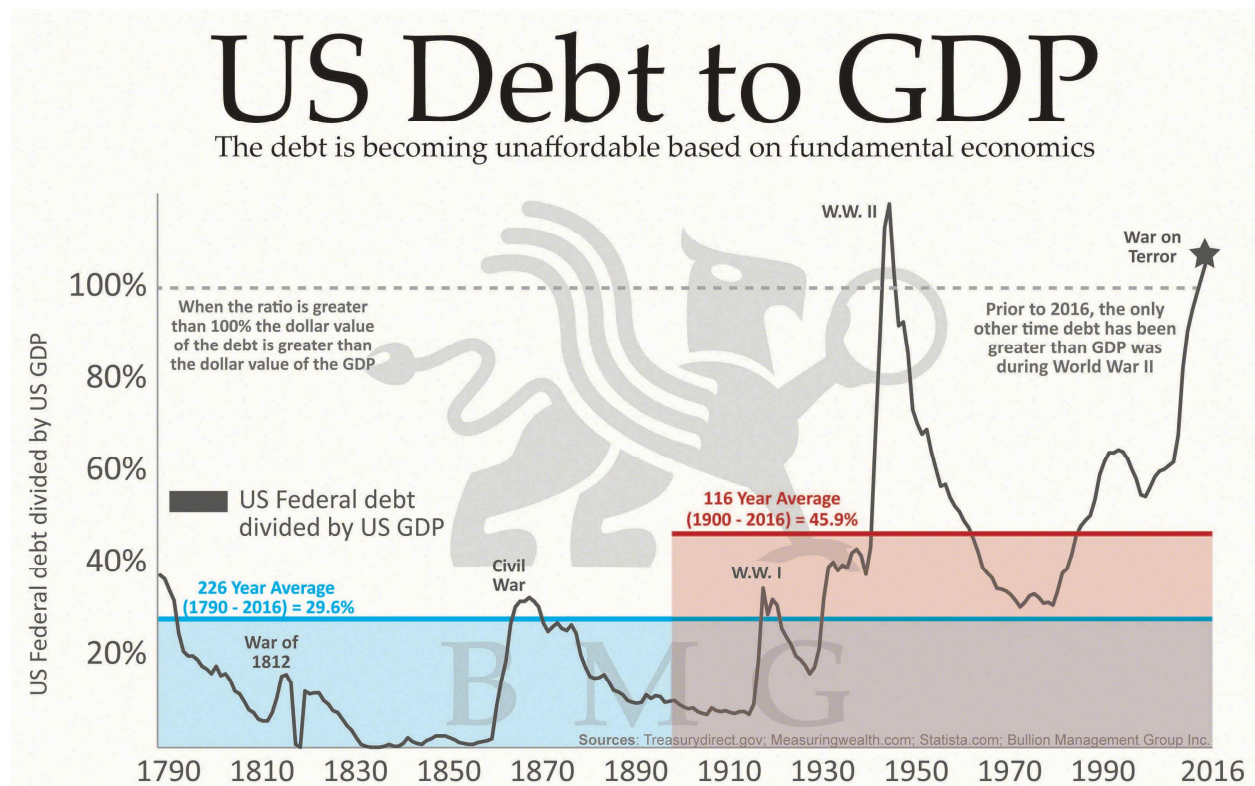 US Debt to GDP
The debt is becoming unaffordable based on fundamental economics
US Federal debt divided by US GDP
100%
80%
60%
40%
20%
When the ratio is greater
than 100% the dollar value
of the debt is greater than
the dollar value of the GDP
W.W. II
War on
Terror
Prior to 2016, the only
other time debt has been
greater than GDP was
during World War II
US Federal debt
divided by US GDP
116 Year Average
(1900 - 2016) = 45.9%
Civil
War
W.W. I
226 Year Average
(1790 - 2016) = 29.6%
War of
1812
BMG
Sources: Treasurydirect.gov; Measuringwealth.com; Statista.com; Bullion Management Group Inc.
1790 1810 1830 1850 1870 1890 1910 1930 1950 1970 1990 2016